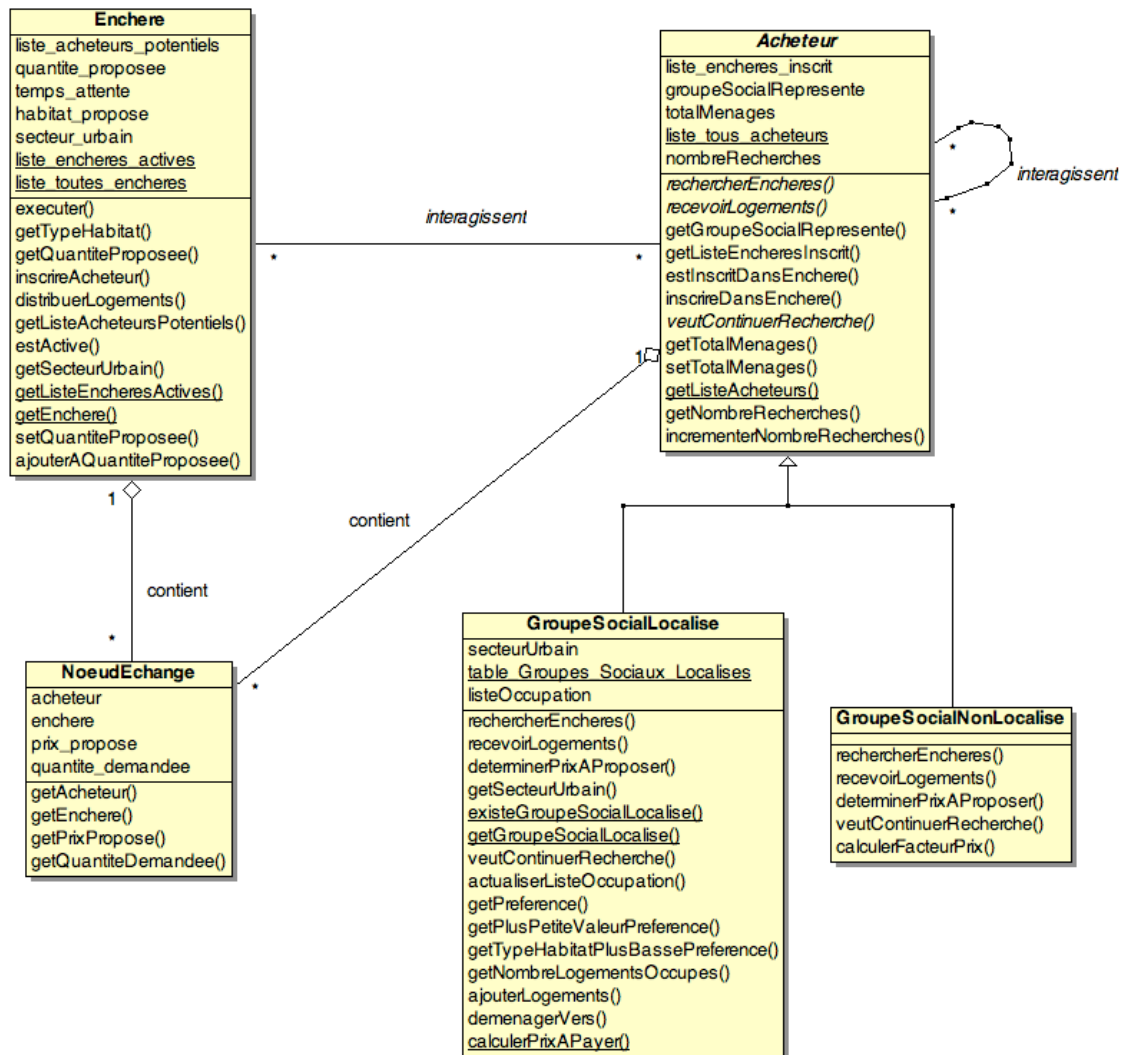 Enchere
liste_acheteurs_potentiels
quantite_proposee
temps_attente
habitat_propose
secteur_urbain
liste_encheres_actives
liste_toutes_encheres
executer()
getTypeHabitat()
getQuantiteProposee()
inscrireAcheteur()
distribuerLogements()
getListeAcheteursPotentiels()
estActive()
getSecteurUrbain()
getListeEncheresActives()
getEnchere()
setQuantiteProposee()
ajouterAQuantiteProposee()
interagissent
*
*
Acheteur
liste_encheres_inscrit
groupeSocialRepresente
totalMenages
liste_tous_acheteurs
nombreRecherches
rechercherEncheres()
recevoirLogements()
getGroupeSocialRepresente()
getListeEncheresInscrit()
estInscritDansEnchere()
inscrireDansEnchere()
veutContinuerRecherche()
getTotalMenages()
setTotalMenages()
getListeAcheteurs()
getNombreRecherches()
incrementerNombreRecherches()
*
interagissent
*
1
contient
*
1
contient
*
NoeudEchange
acheteur
enchere
prix_propose
quantite_demandee
getAcheteur()
getEnchere()
getPrixPropose()
getQuantiteDemandee()
GroupeSocialLocalise
secteurUrbain
table_Groupes_Sociaux_Localises
listeOccupation
rechercherEncheres()
recevoirLogements()
determinerPrixAProposer()
getSecteurUrbain()
existeGroupeSocialLocalise()
getGroupeSocialLocalise()
veutContinuerRecherche()
actualiserListeOccupation()
getPreference()
getPlusPetiteValeurPreference()
getTypeHabitatPlusBassePreference()
getNombreLogementsOccupes()
ajouterLogements()
demenagerVers()
calculerPrixAPayer()
GroupeSocialNonLocalise
rechercherEncheres()
recevoirLogements()
determinerPrixAProposer()
veutContinuerRecherche()
calculerFacteurPrix()